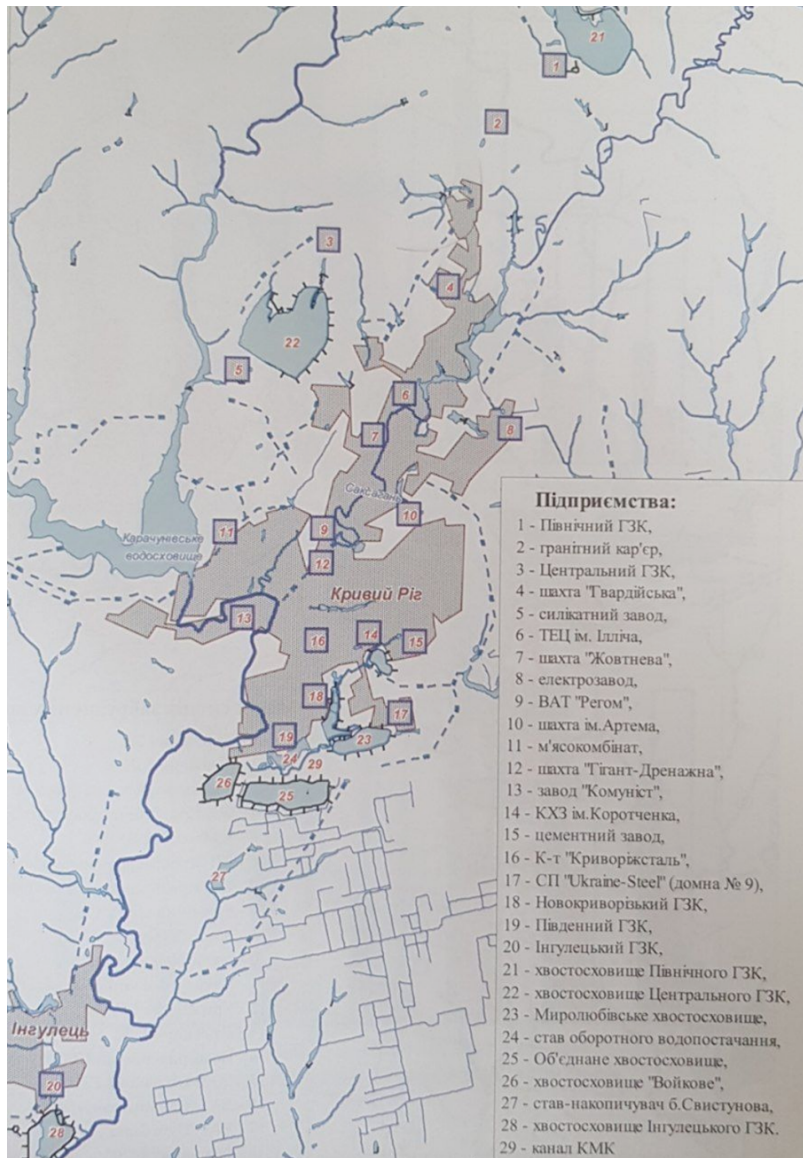 21
1
2
3
4
22
5
6
7
8
Саксагань
9
10
11
Карачунівське
водосховище
12
Кривий Ріг
13
14
15
16
18
17
19
23
24
29
26
25
27
Інгулець
20
28
Підприємства:
1 - Північний ГЗК,
2 - гранітний кар'єр,
3 - Центральний ГЗК,
4 - шахта "Гвардійська",
5 - силікатний завод,
6 - ТЕЦ ім. Ілліча,
7 - шахта "Жовтнева",
8 - електрозавод,
9 - ВАТ "Регом",
10 - шахта ім.Артема,
11 - м'ясокомбінат,
12 - шахта "Гігант-Дренажна",
13 - завод "Комуніст",
14 - КХЗ ім.Коротченка,
15 - цементний завод,
16 - К-т "Криворіжсталь",
17 - СП "Ukraine-Steel" (домна № 9),
18 - Новокриворізький ГЗК,
19 - Південний ГЗК,
20 - Інгулецький ГЗК,
21 - хвостосховище Північного ГЗК,
22 - хвостосховище Центрального ГЗК,
23 - Миролюбівське хвостосховище,
24 - став оборотного водопостачання,
25 - Об'єднане хвостосховище,
26 - хвостосховище "Войкове",
27 - став-накопичувач б.Свистунова,
28 - хвостосховище Інгулецького ГЗК.
29 - канал КМК